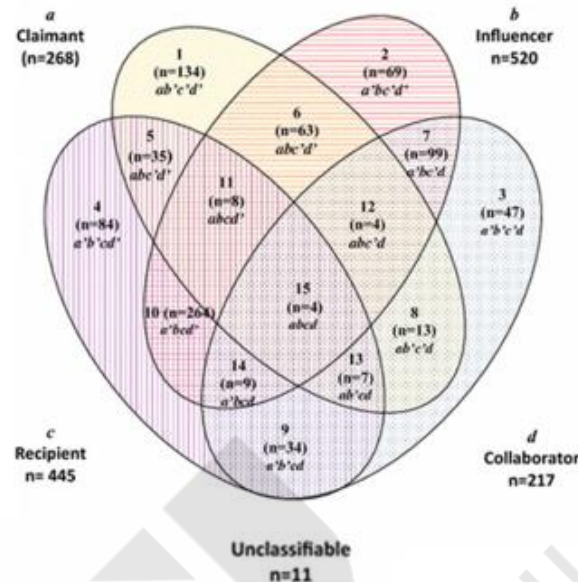 a
Claimant
(n=268)
b
Influencer
n=520
1
(n=134)
ab'c'd'
2
(n=69)
a'bc'd'
6
(n=63)
abc'd'
5
(n=35)
abc'd'
7
(n=99)
a'bc'd
11
(n=8)
abcd'
4
(n=84)
a'b'cd'
12
(n=4)
abc'd
3
(n=47)
a'b'c'd
15
(n=4)
abcd
10 (n=264)
a'bcd'
8
(n=13)
ab'c'd
14
(n=9)
a'bcd
13
(n=7)
ab'cd
9
(n=34)
a'b'cd
c
Recipient
n= 445
d
Collaborator
n=217
Unclassifiable
n=11